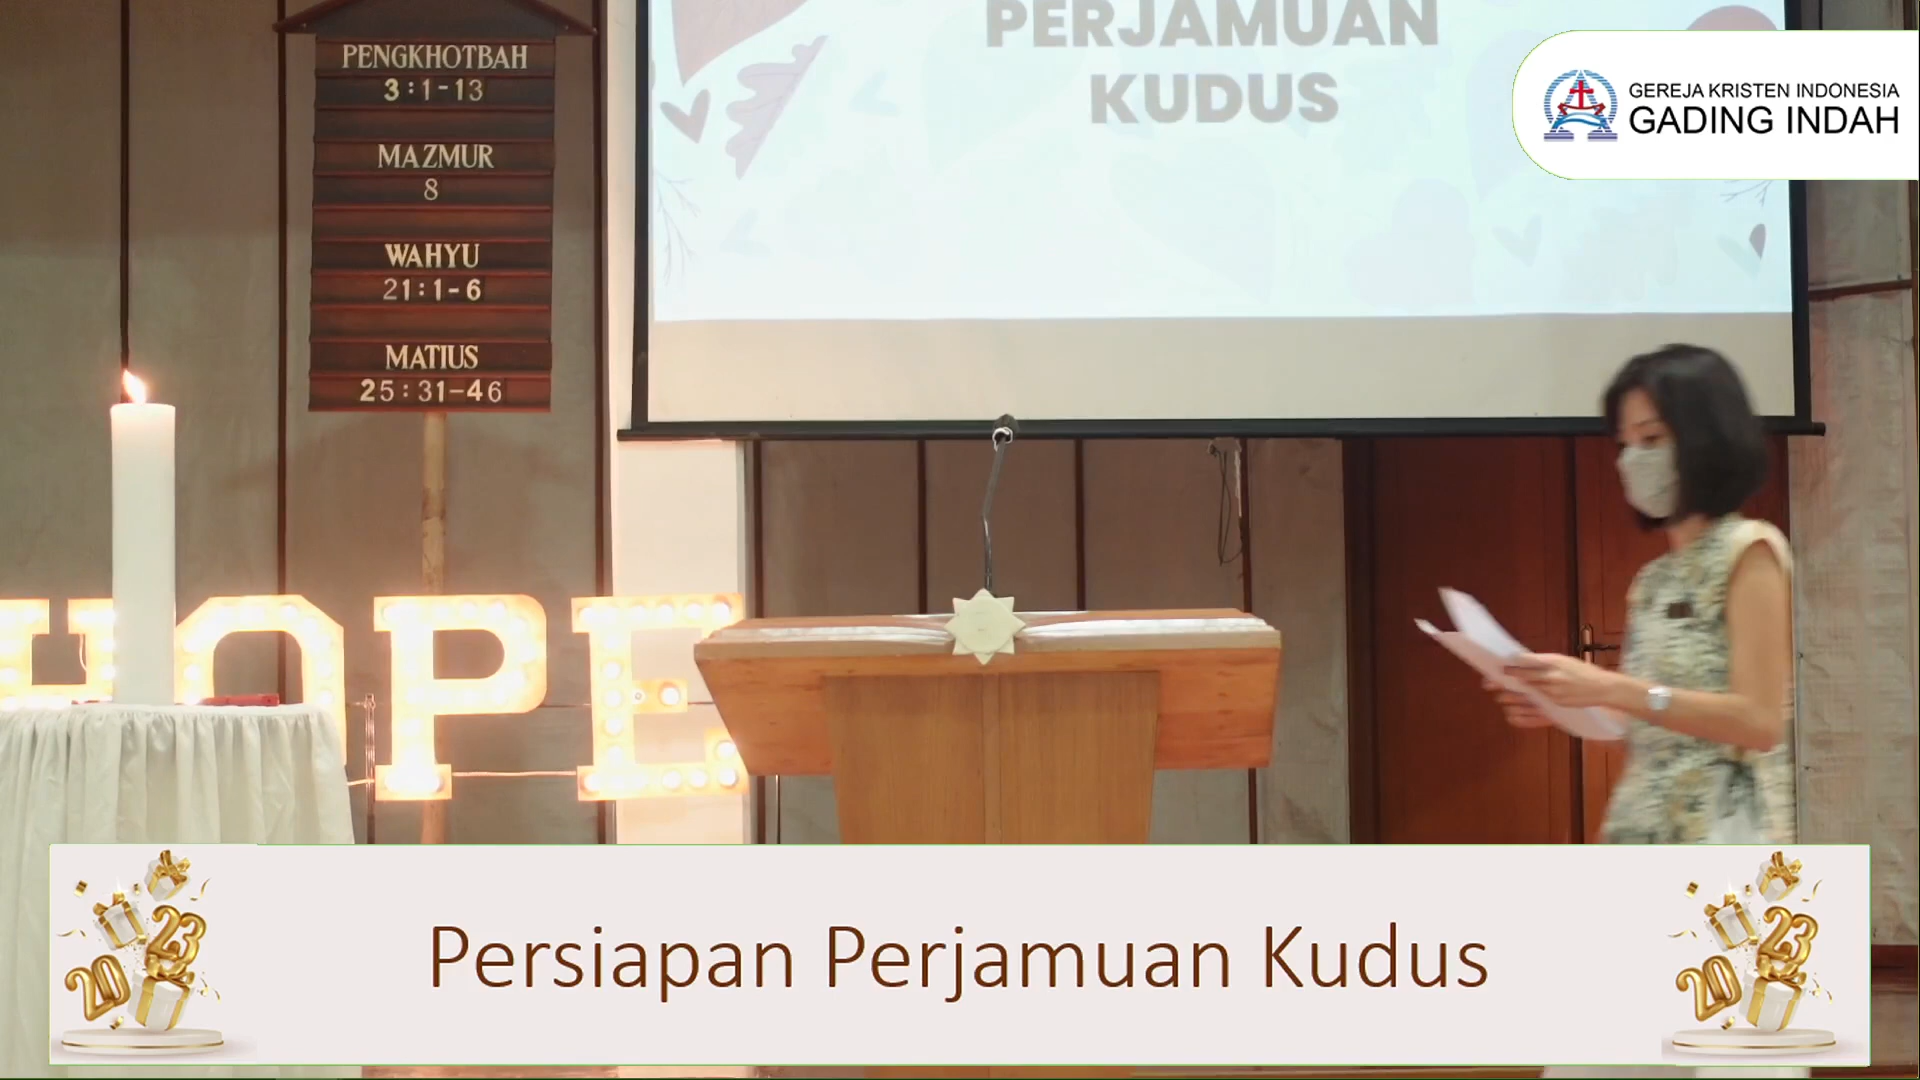 PENGKHOTBAH
3:1-13
MAZMUR
8
WAHYU
21:1-6
MATIUS
25:31-46
PERJAMUAN
KUDUS
GEREJA KRISTEN INDONESIA
GADING INDAH
HOPE
2023
Persiapan Perjamuan Kudus
2023